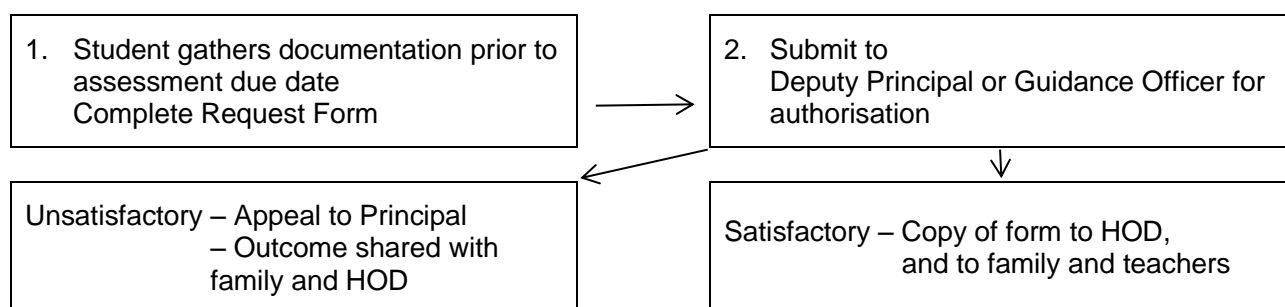 1. Student gathers documentation prior to
assessment due date
Complete Request Form
2. Submit to
Deputy Principal or Guidance Officer for
authorisation
Unsatisfactory – Appeal to Principal
– Outcome shared with
family and HOD
Satisfactory – Copy of form to HOD,
and to family and teachers